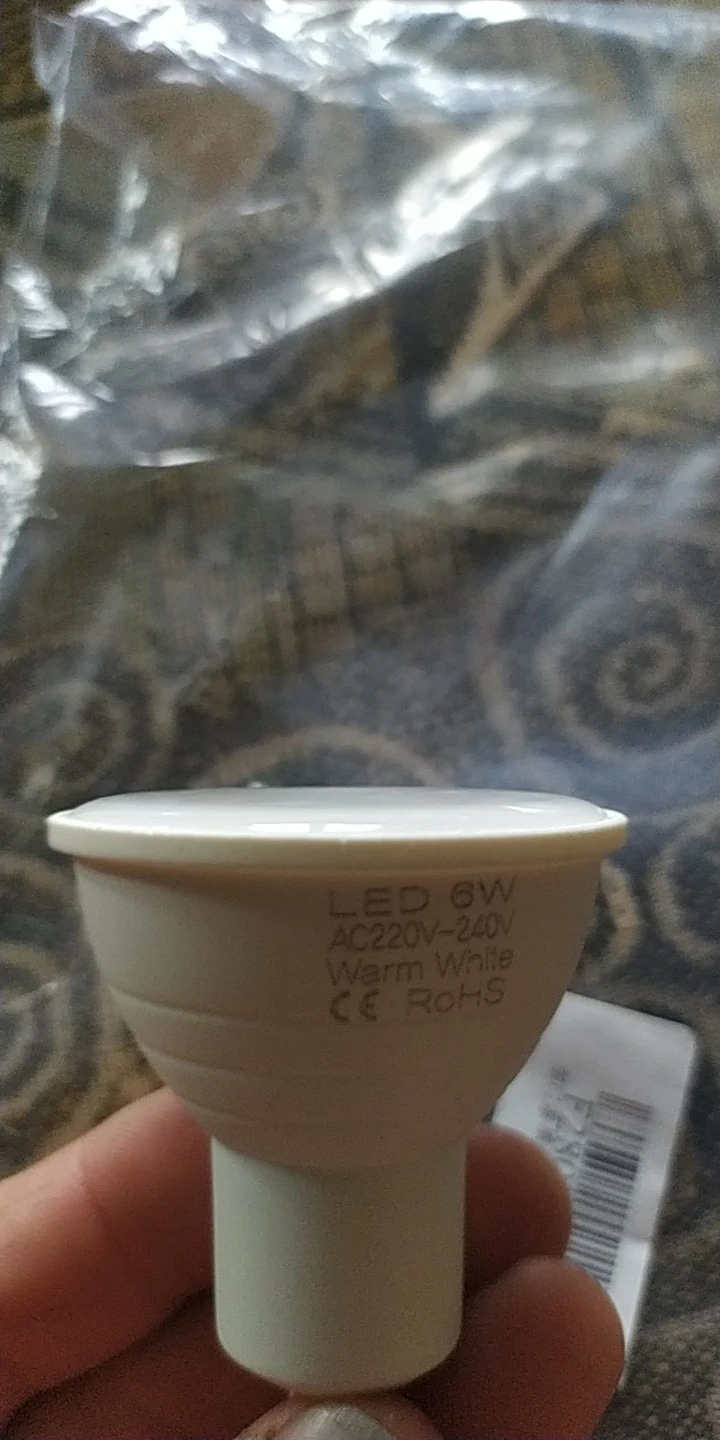 LED 6W
AC220V-240V
Warm White
CE RoHS